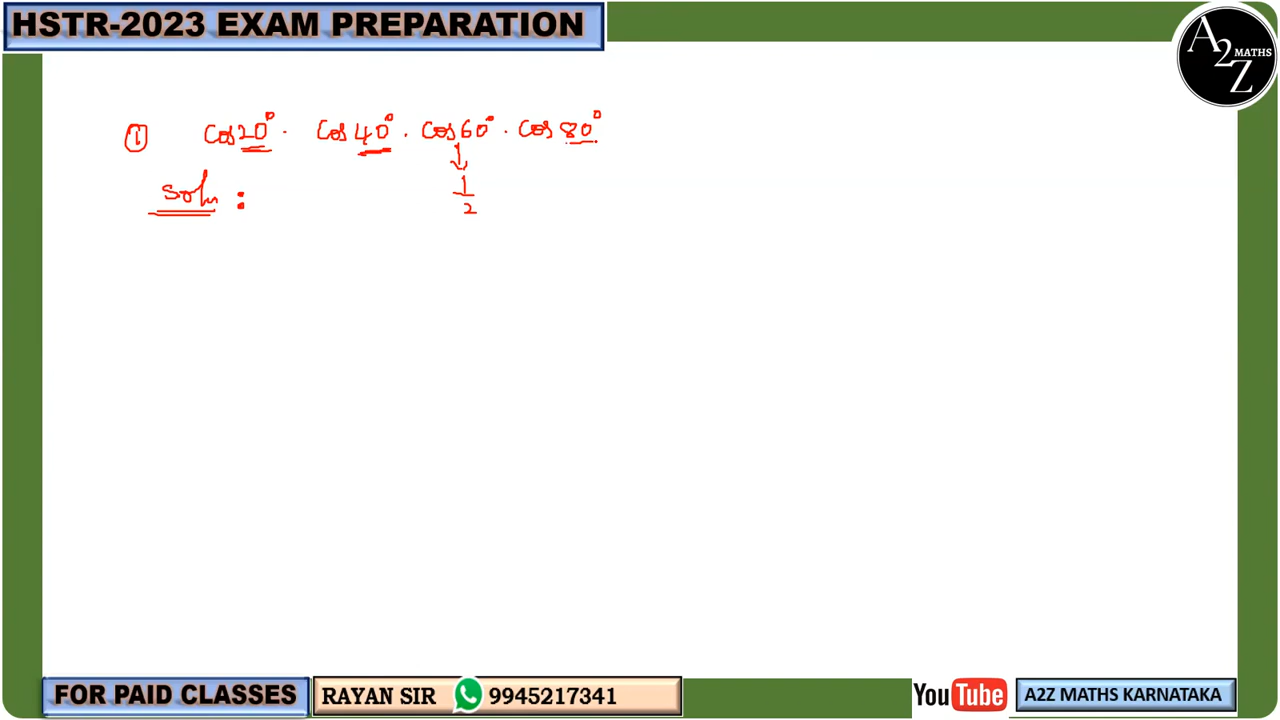 HSTR-2023 EXAM PREPARATION
A2Z MATHS
① Cos20° · Cos40° · Cos60° · Cos80°
Soln :
1/2
FOR PAID CLASSES RAYAN SIR 9945217341 YouTube A2Z MATHS KARNATAKA